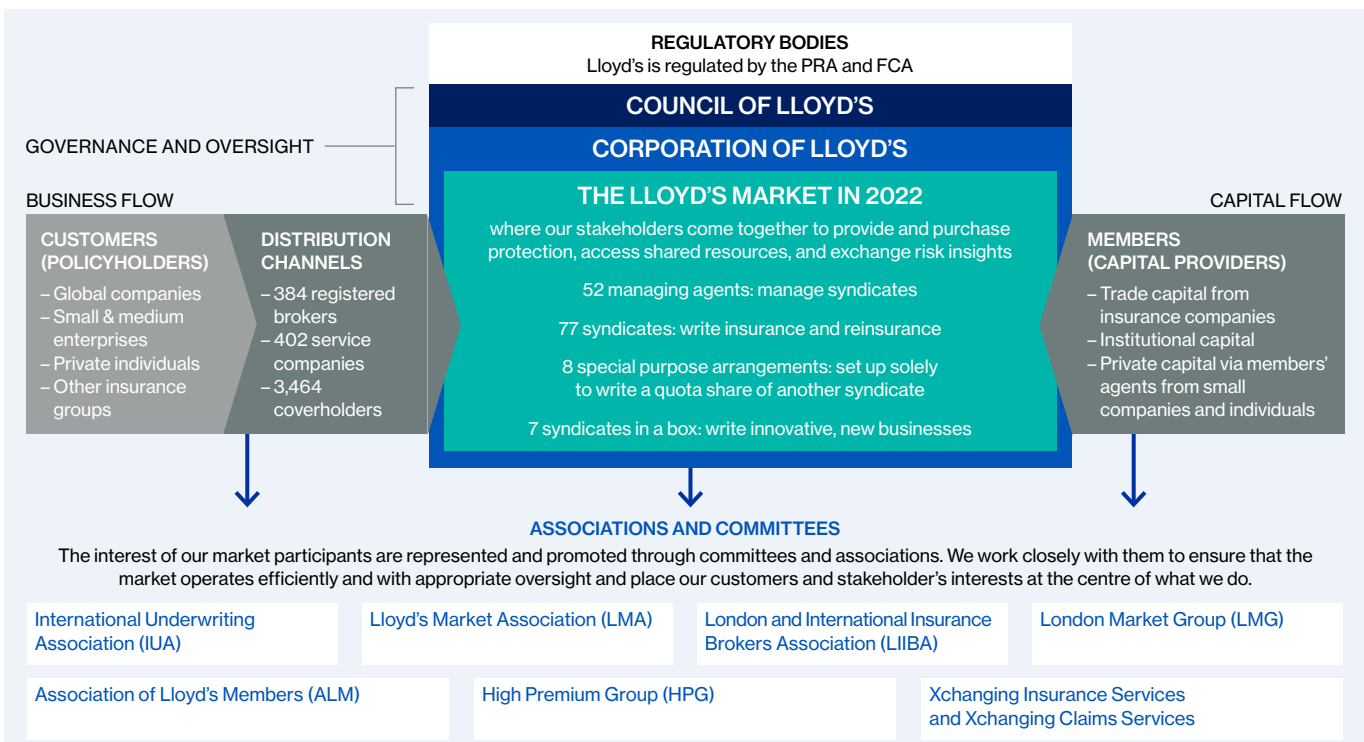 REGULATORY BODIES
Lloyd's is regulated by the PRA and FCA
COUNCIL OF LLOYD'S
GOVERNANCE AND OVERSIGHT
CORPORATION OF LLOYD'S
THE LLOYD'S MARKET IN 2022
where our stakeholders come together to provide and purchase
protection, access shared resources, and exchange risk insights
52 managing agents: manage syndicates
77 syndicates: write insurance and reinsurance
8 special purpose arrangements: set up solely
to write a quota share of another syndicate
7 syndicates in a box: write innovative, new businesses
BUSINESS FLOW
CUSTOMERS
(POLICYHOLDERS)
– Global companies
– Small & medium
enterprises
– Private individuals
– Other insurance
groups
DISTRIBUTION
CHANNELS
– 384 registered
brokers
– 402 service
companies
– 3,464
coverholders
CAPITAL FLOW
MEMBERS
(CAPITAL PROVIDERS)
– Trade capital from
insurance companies
– Institutional capital
– Private capital via members'
agents from small
companies and individuals
ASSOCIATIONS AND COMMITTEES
The interest of our market participants are represented and promoted through committees and associations. We work closely with them to ensure that the
market operates efficiently and with appropriate oversight and place our customers and stakeholder's interests at the centre of what we do.
International Underwriting
Association (IUA)
Lloyd's Market Association (LMA)
London and International Insurance
Brokers Association (LIIBA)
London Market Group (LMG)
Association of Lloyd's Members (ALM)
High Premium Group (HPG)
Xchanging Insurance Services
and Xchanging Claims Services